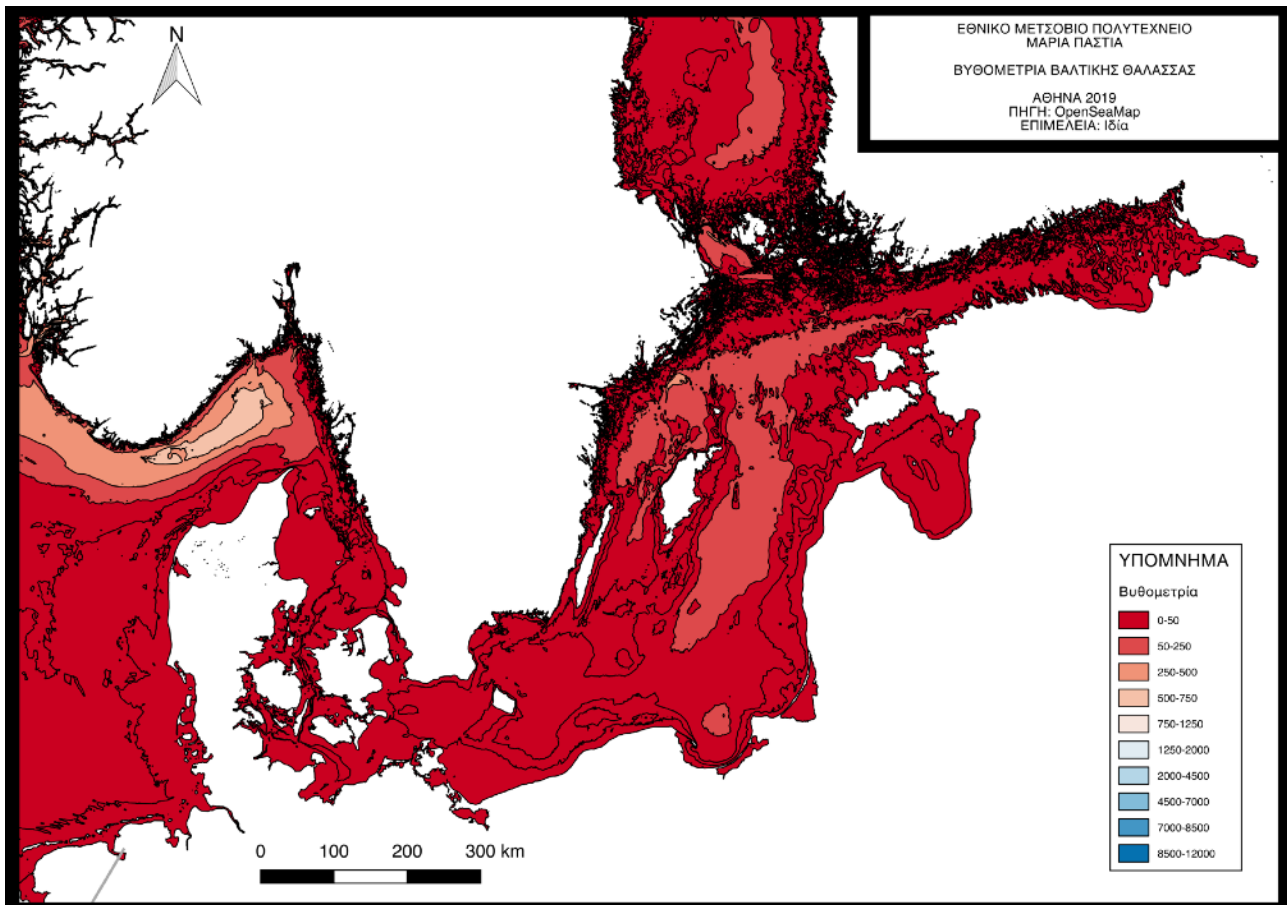 N
ΕΘΝΙΚΟ ΜΕΤΣΟΒΙΟ ΠΟΛΥΤΕΧΝΕΙΟ
ΜΑΡΙΑ ΠΑΣΤΙΑ
ΒΥΘΟΜΕΤΡΙΑ ΒΑΛΤΙΚΗΣ ΘΑΛΑΣΣΑΣ
ΑΘΗΝΑ 2019
ΠΗΓΗ: OpenSeaMap
ΕΠΙΜΕΛΕΙΑ: Ιδία
ΥΠΟΜΝΗΜΑ
Βυθομετρία
0-50
50-250
250-500
500-750
750-1250
1250-2000
2000-4500
4500-7000
7000-8500
8500-12000
0 100 200 300 km